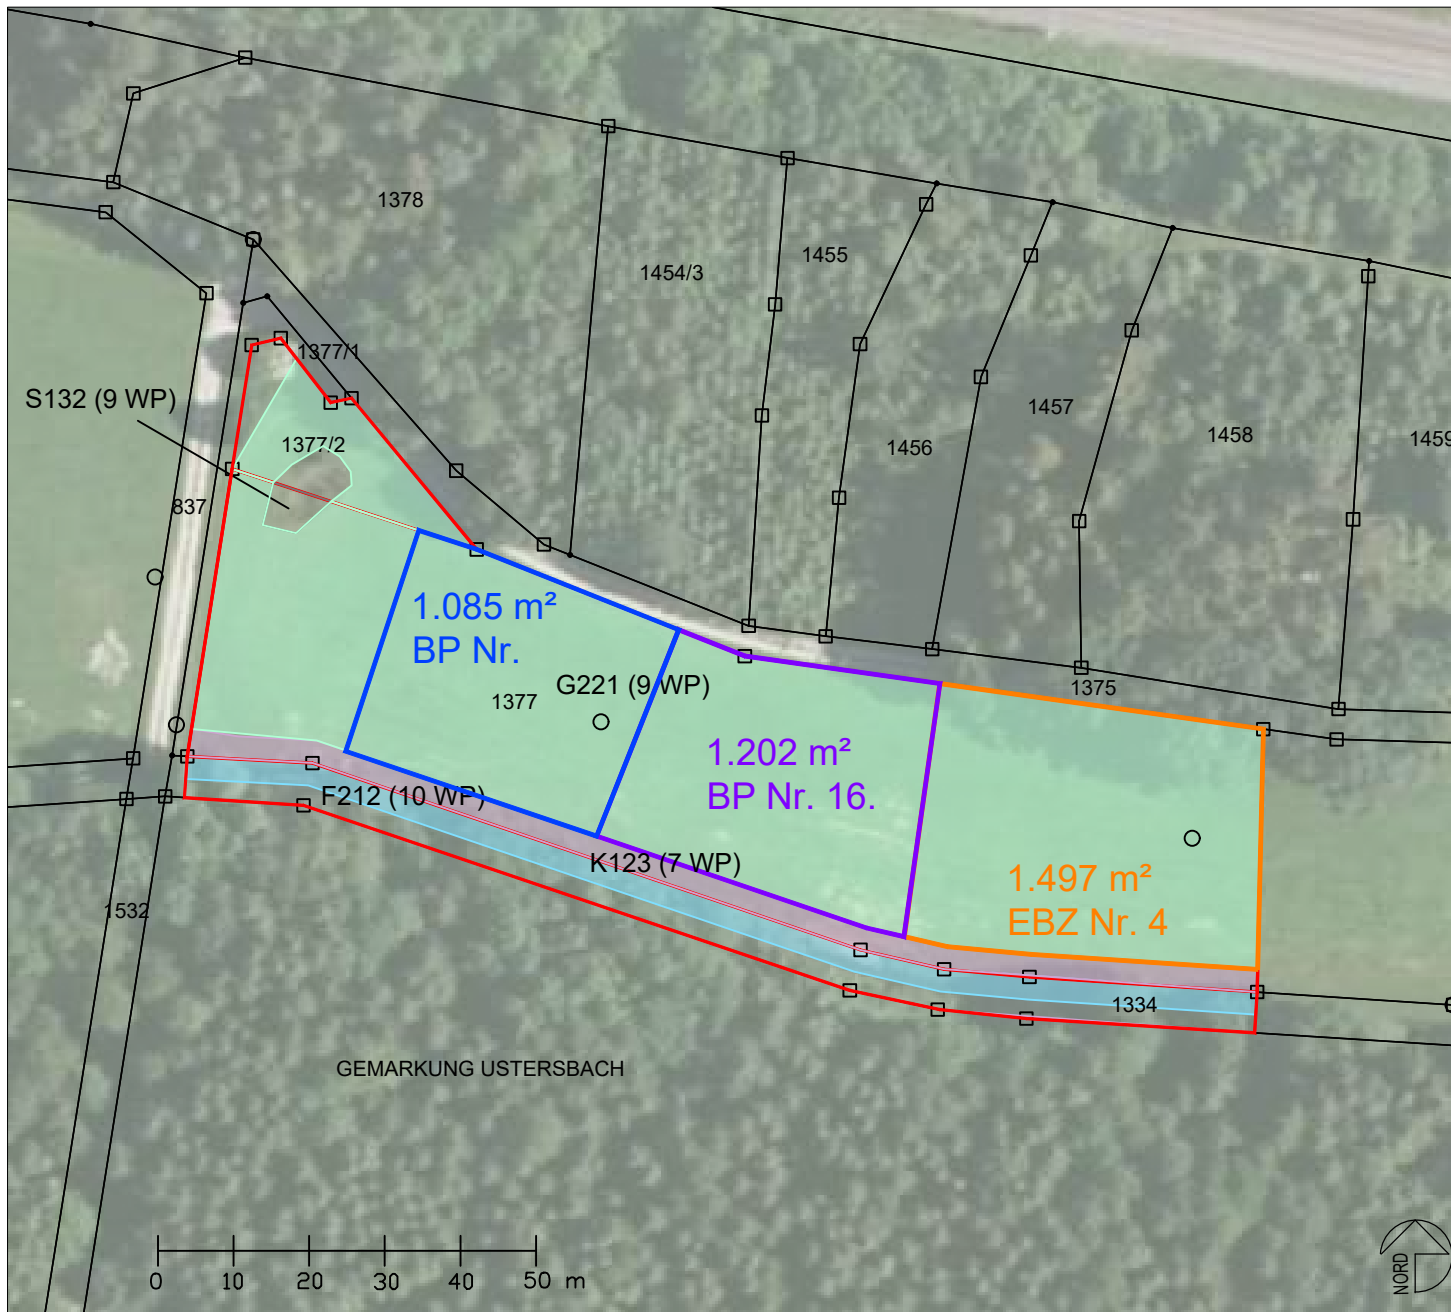 1378
1454/3
1455
1377/1
S132 (9 WP)
1377/2
1457
1456
1458
1459
837
1.085 m²
BP Nr.
1377
G221 (9 WP)
1375
1.202 m²
BP Nr. 16.
F212 (10 WP)
K123 (7 WP)
1.497 m²
EBZ Nr. 4
1532
1334
GEMARKUNG USTERSBACH
0 10 20 30 40 50 m
NORD